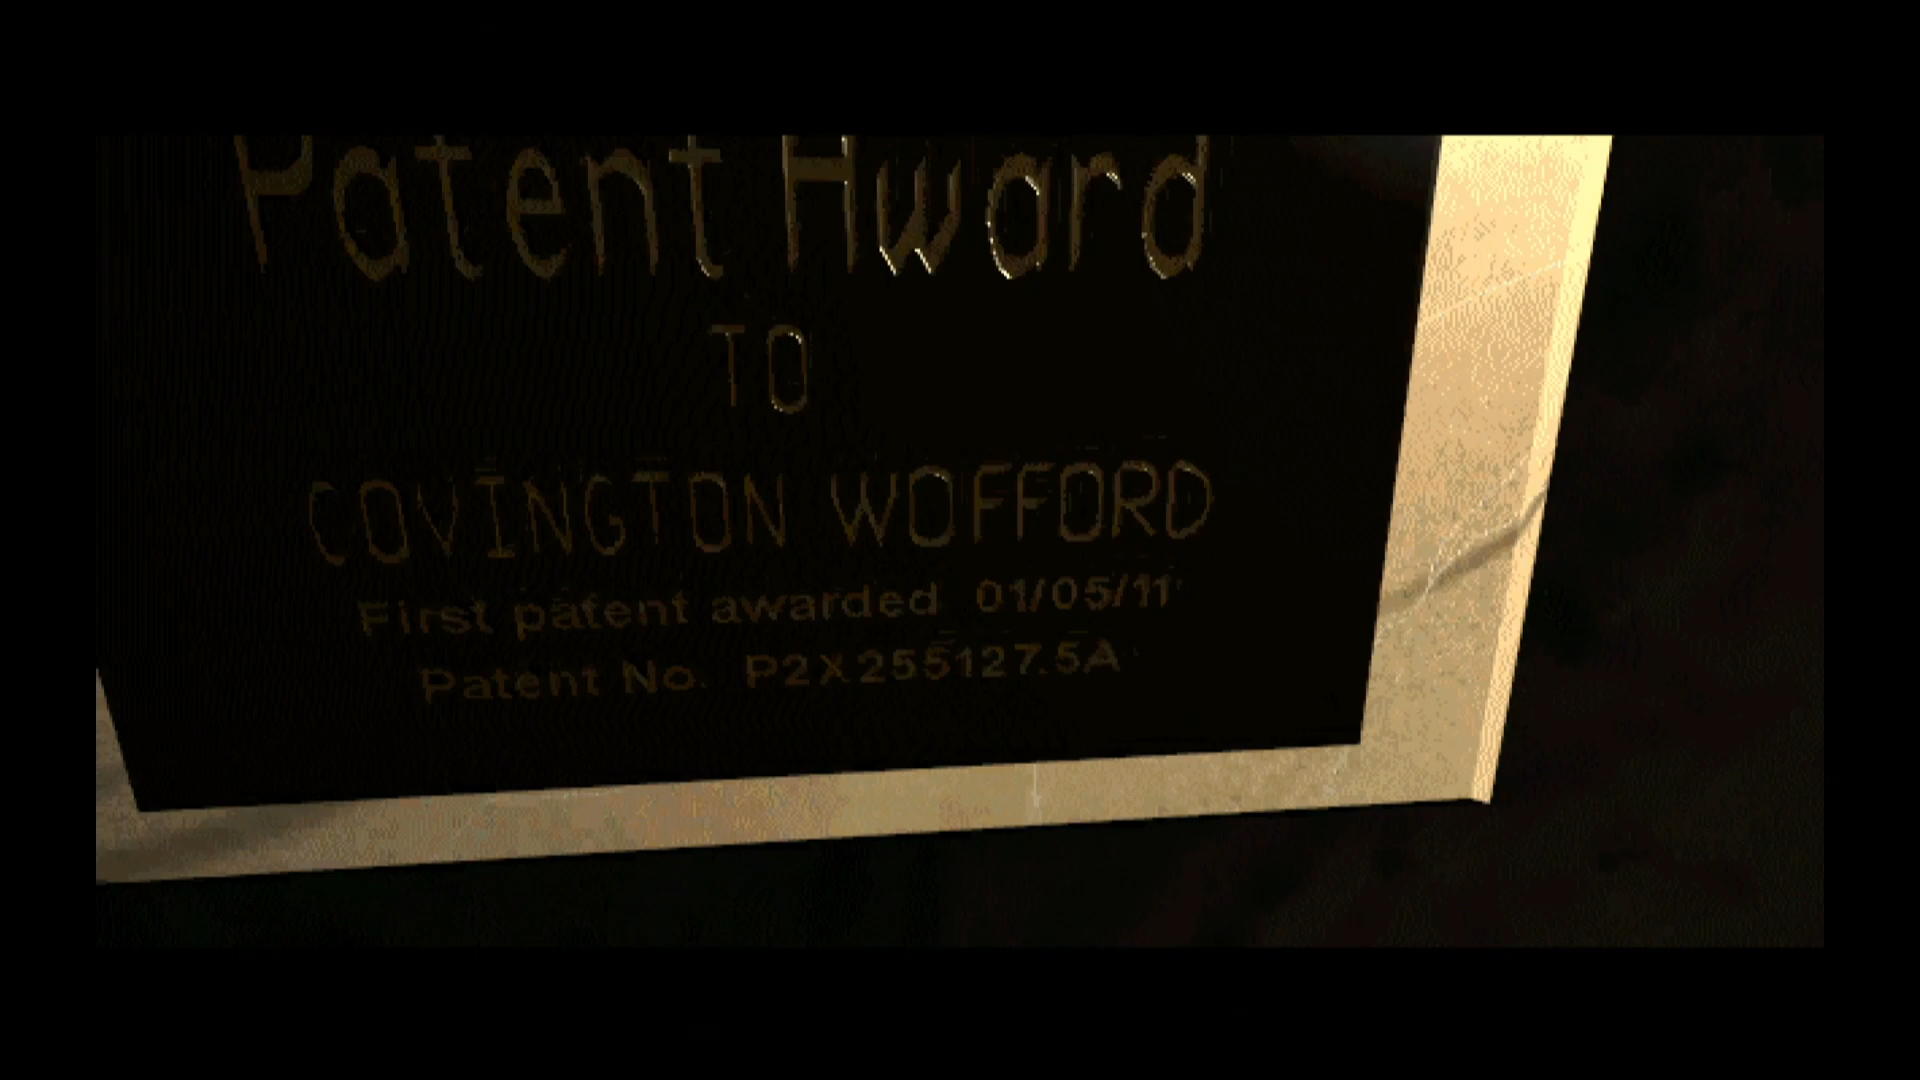 Patent Award
TO
COVINGTON WOFFORD
First patent awarded 01/05/11
Patent No. P2X255127.5A